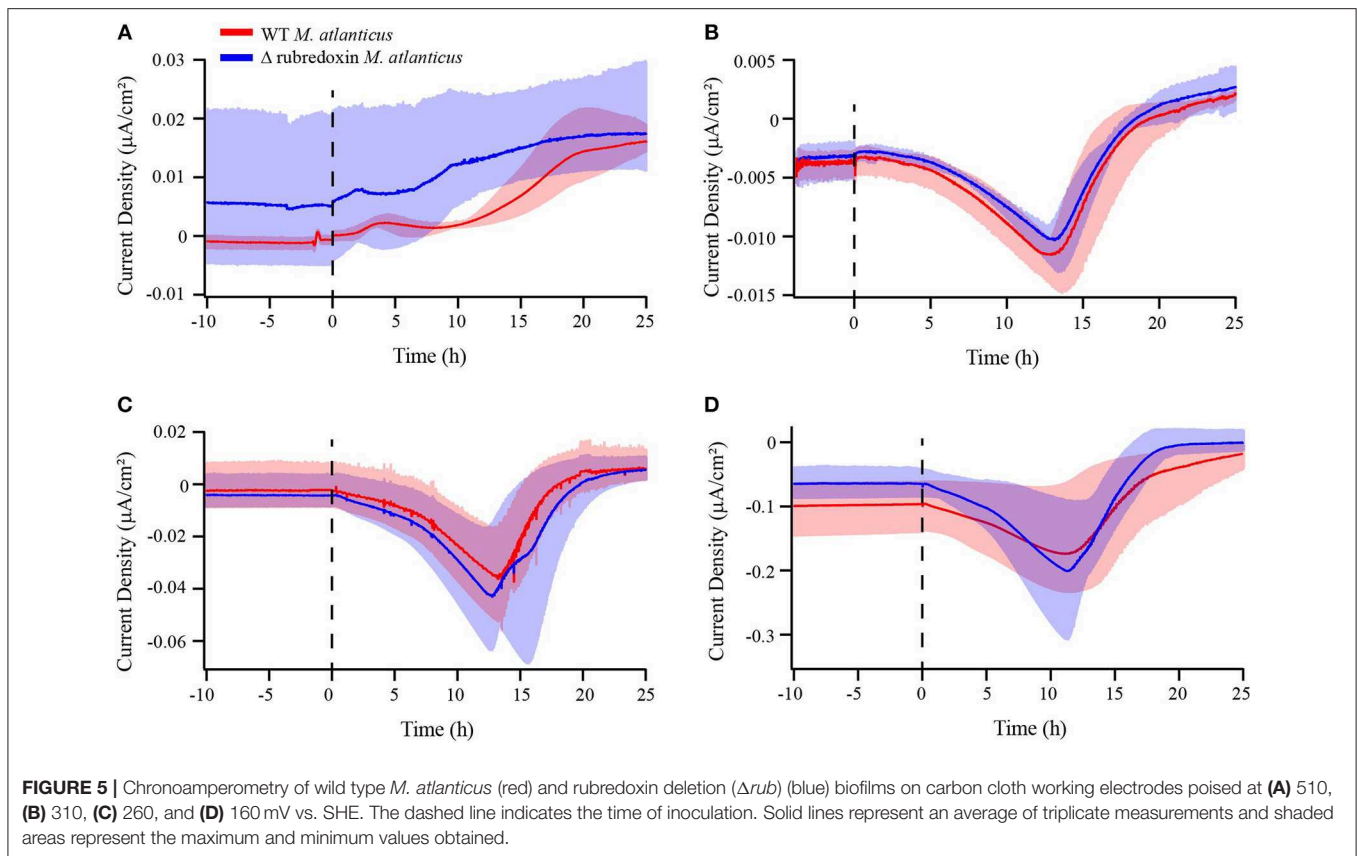 A
WT M. atlanticus
Δ rubredoxin M. atlanticus
0.03
0.02
0.01
0
-0.01
Current Density (μA/cm²)
-10 -5 0 5 10 15 20 25
Time (h)
B
0.005
0
-0.005
-0.010
-0.015
Current Density (μA/cm²)
0 5 10 15 20 25
Time (h)
C
0.02
0
-0.02
-0.04
-0.06
Current Density (μA/cm²)
-10 -5 0 5 10 15 20 25
Time (h)
D
0
-0.1
-0.2
-0.3
Current Density (μA/cm²)
-10 -5 0 5 10 15 20 25
Time (h)
FIGURE 5 | Chronoamperometry of wild type M. atlanticus (red) and rubredoxin deletion (Δrub) (blue) biofilms on carbon cloth working electrodes poised at (A) 510,
(B) 310, (C) 260, and (D) 160 mV vs. SHE. The dashed line indicates the time of inoculation. Solid lines represent an average of triplicate measurements and shaded
areas represent the maximum and minimum values obtained.